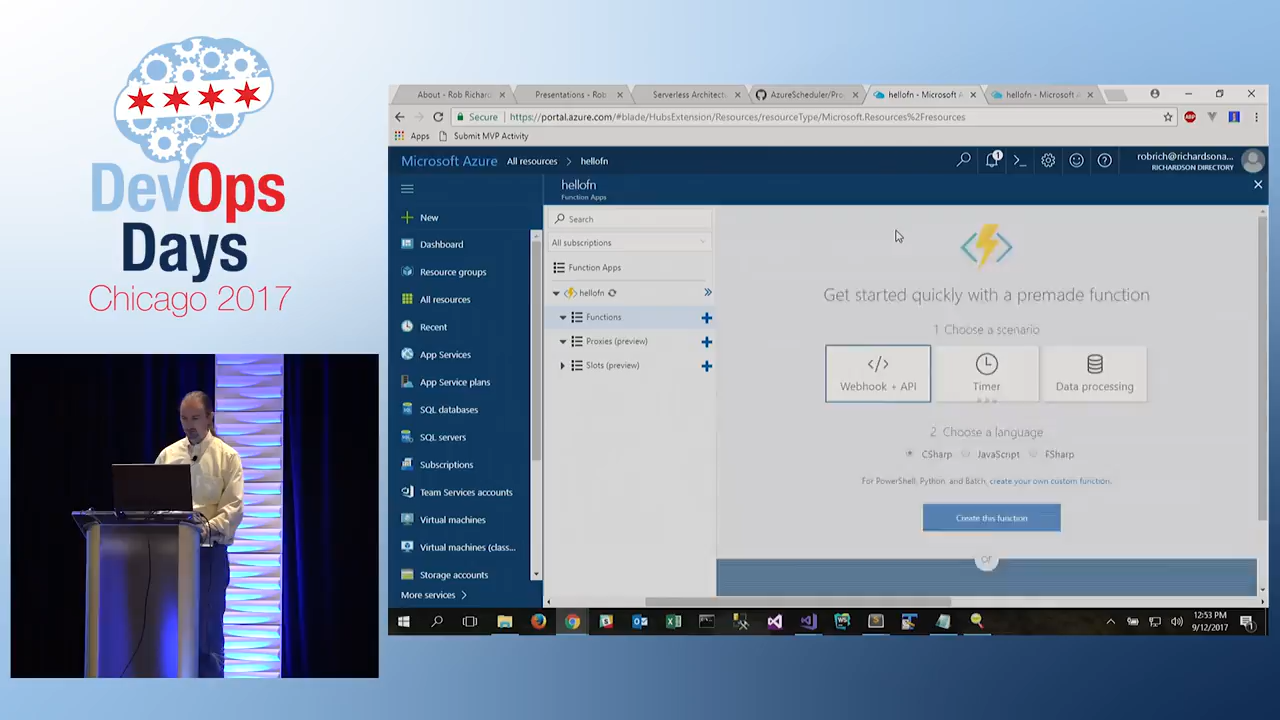 DevOps
Days
Chicago 2017
About - Rob Richard
Presentations - Rob
Serverless Architectu
AzureScheduler/Pro
hellofn - Microsoft A
hellofn - Microsoft A
Secure
https://portal.azure.com/#blade/HubsExtension/Resources/resourceType/Microsoft.Resources%2Fresources
ABP
Apps
Submit MVP Activity
Microsoft Azure
All resources > hellofn
1
robrich@richardsona...
RICHARDSON DIRECTORY
hellofn
Function Apps
New
Dashboard
Resource groups
All resources
Recent
App Services
App Service plans
SQL databases
SQL servers
Subscriptions
Team Services accounts
Virtual machines
Virtual machines (class...
Storage accounts
More services >
Search
All subscriptions
Function Apps
hellofn
Functions
Proxies (preview)
Slots (preview)
Get started quickly with a premade function
1 Choose a scenario
Webhook + API
Timer
Data processing
2 Choose a language
CSharp
JavaScript
FSharp
For PowerShell, Python, and Batch, create your own custom function.
Create this function
or
12:53 PM
9/12/2017
1